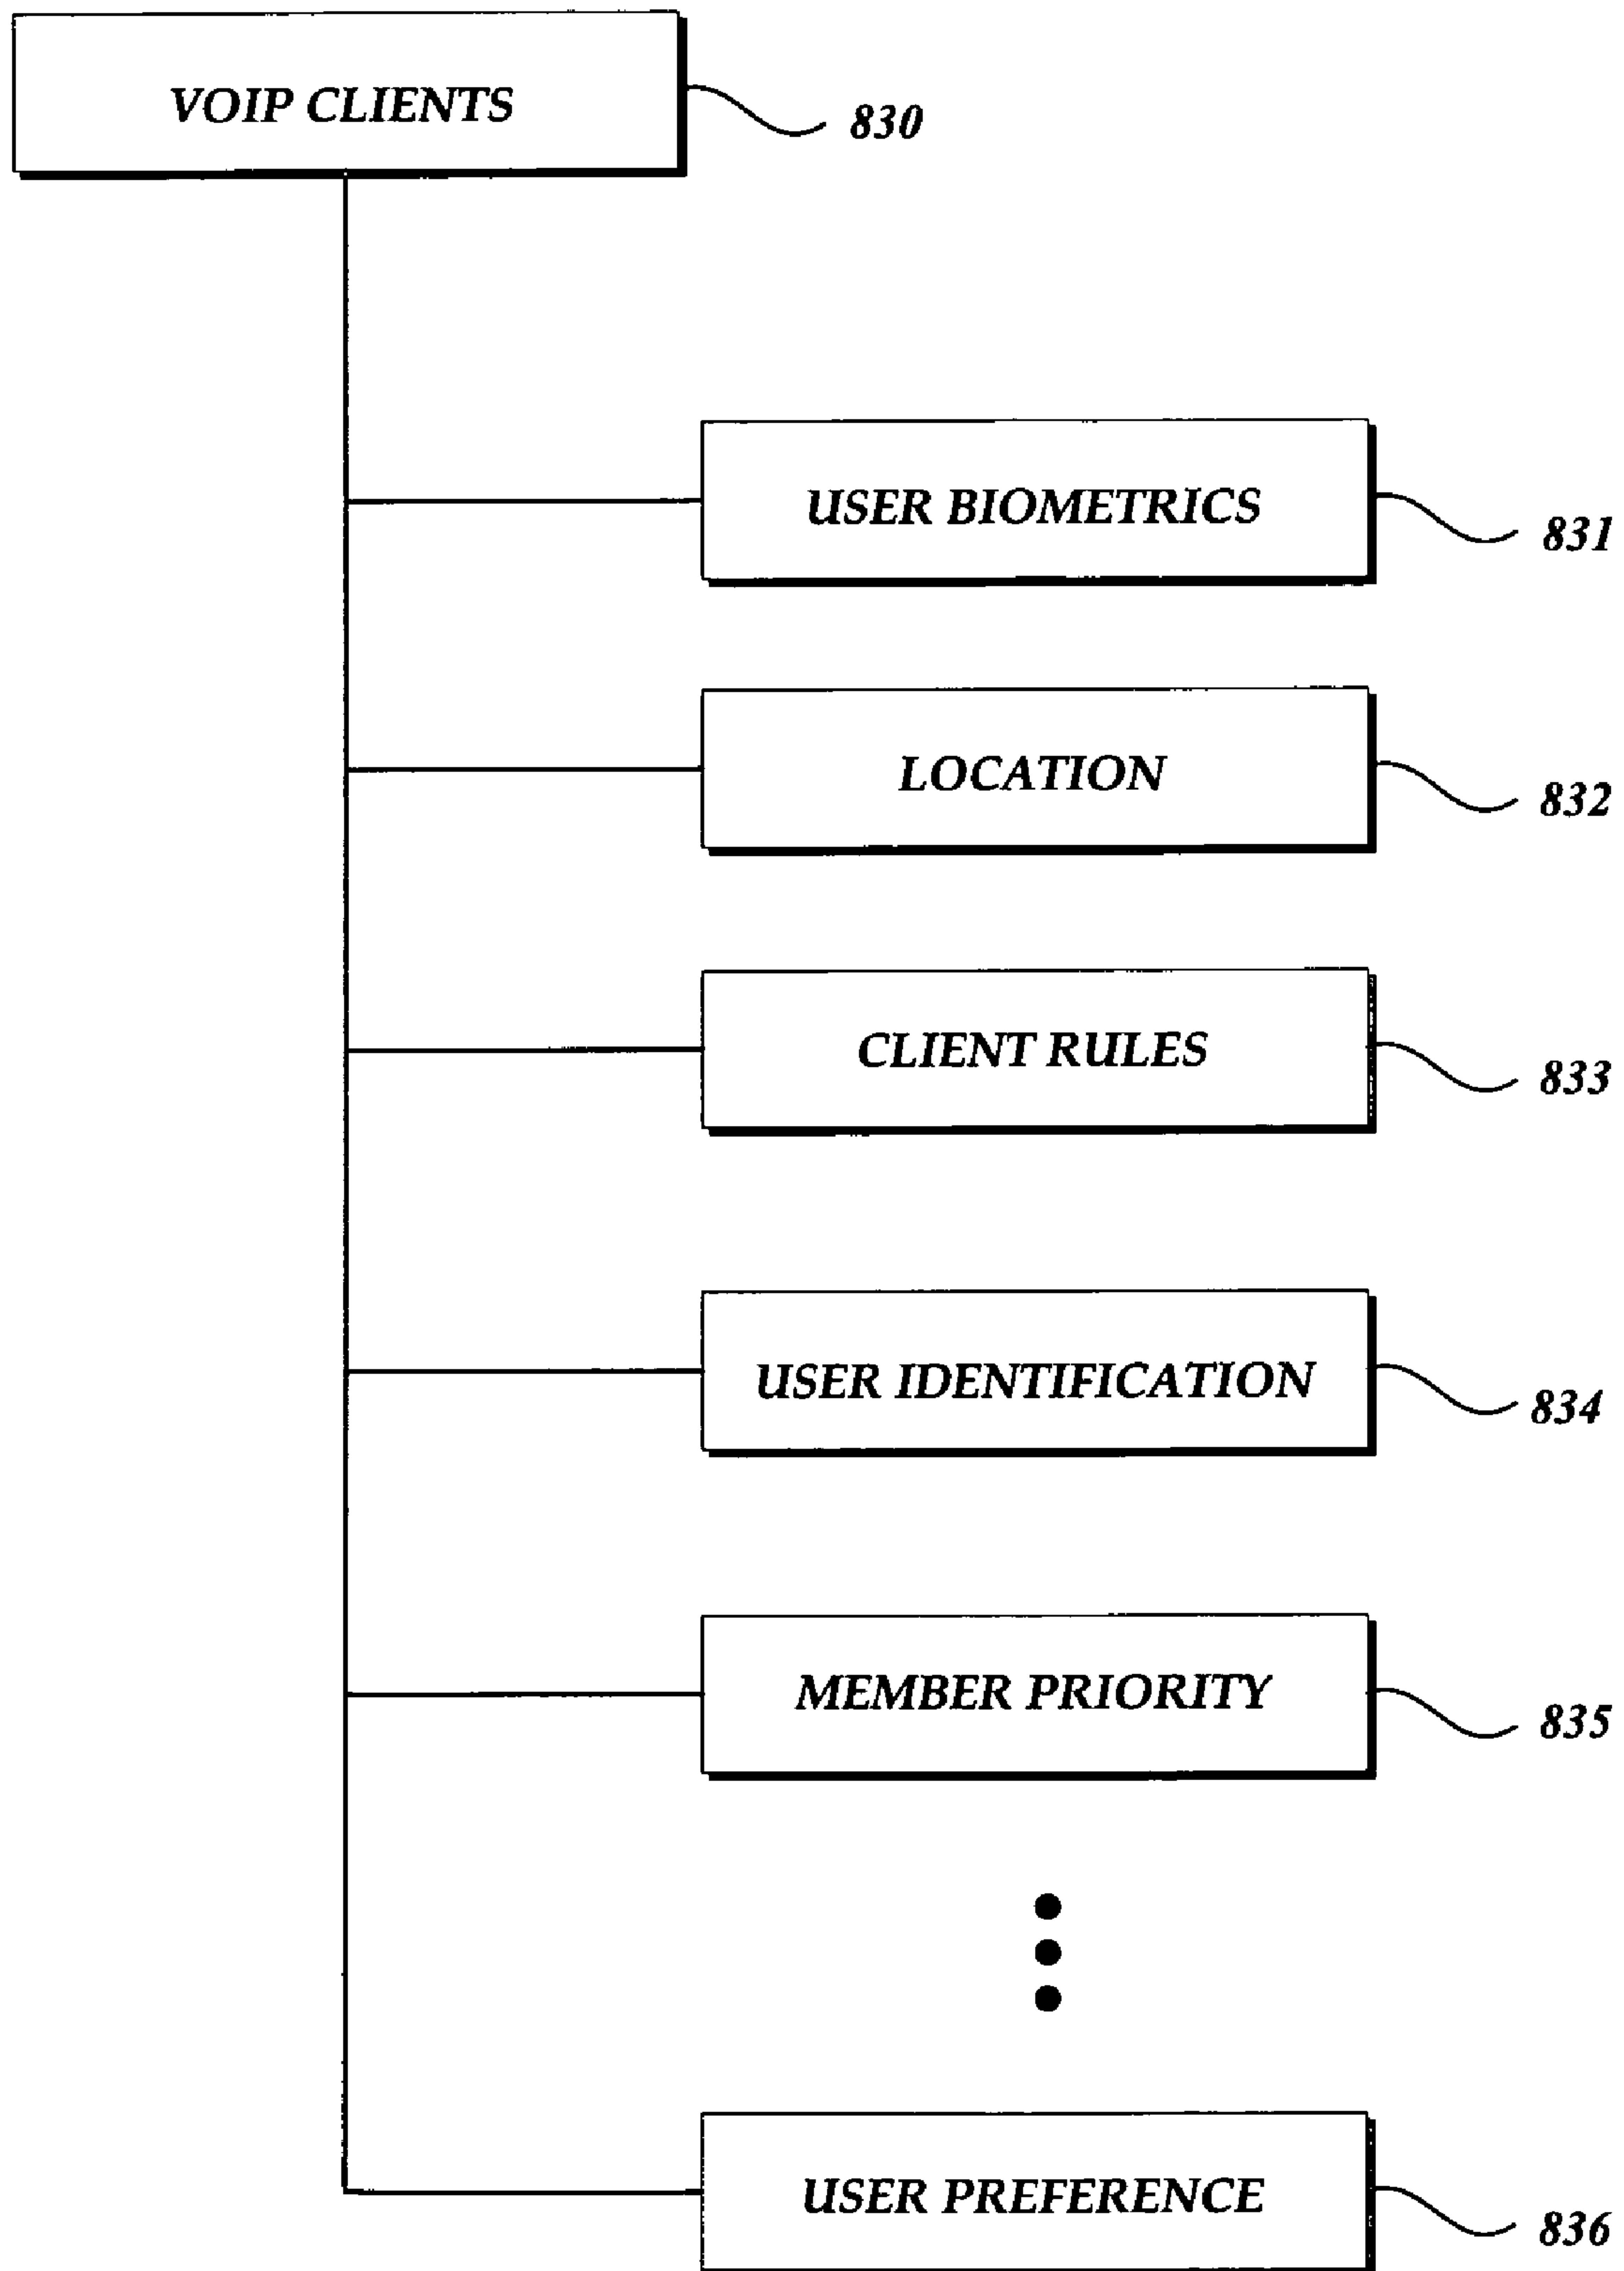 VOIP CLIENTS
830
USER BIOMETRICS
831
LOCATION
832
CLIENT RULES
833
USER IDENTIFICATION
834
MEMBER PRIORITY
835
USER PREFERENCE
836